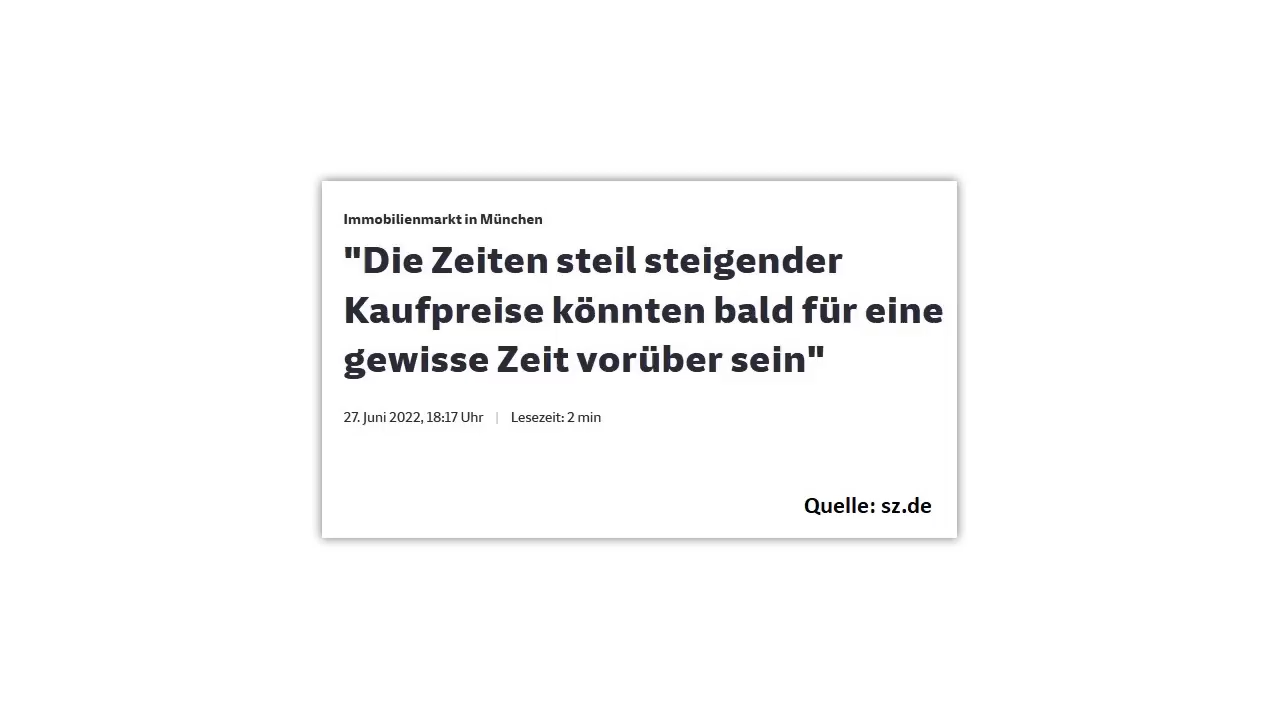 Immobilienmarkt in München
"Die Zeiten steil steigender
Kaufpreise könnten bald für eine
gewisse Zeit vorüber sein"
27. Juni 2022, 18:17 Uhr | Lesezeit: 2 min
Quelle: sz.de